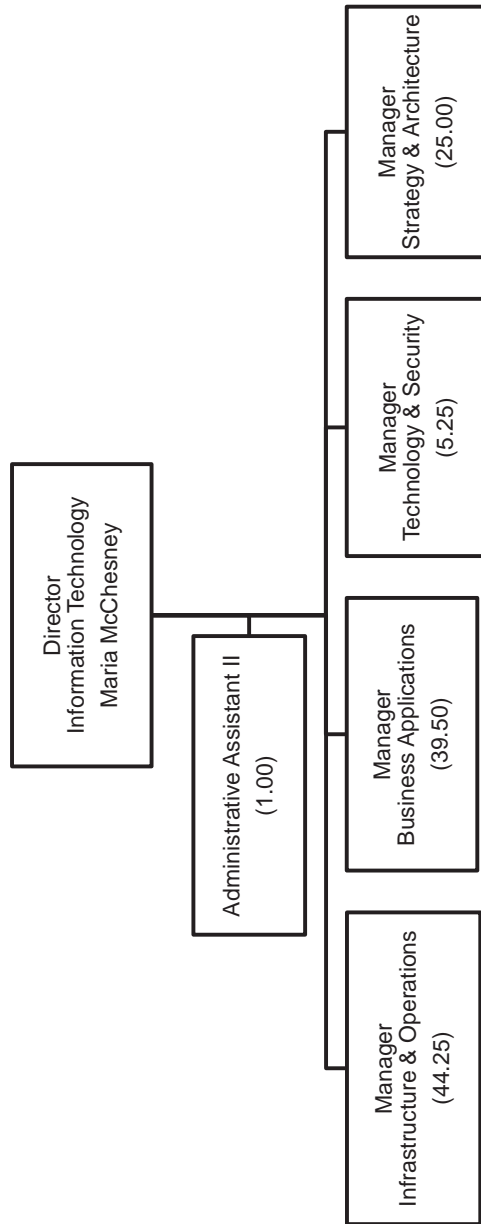 Director
Information Technology
Maria McChesney
Administrative Assistant II
(1.00)
Manager
Infrastructure & Operations
(44.25)
Manager
Business Applications
(39.50)
Manager
Technology & Security
(5.25)
Manager
Strategy & Architecture
(25.00)